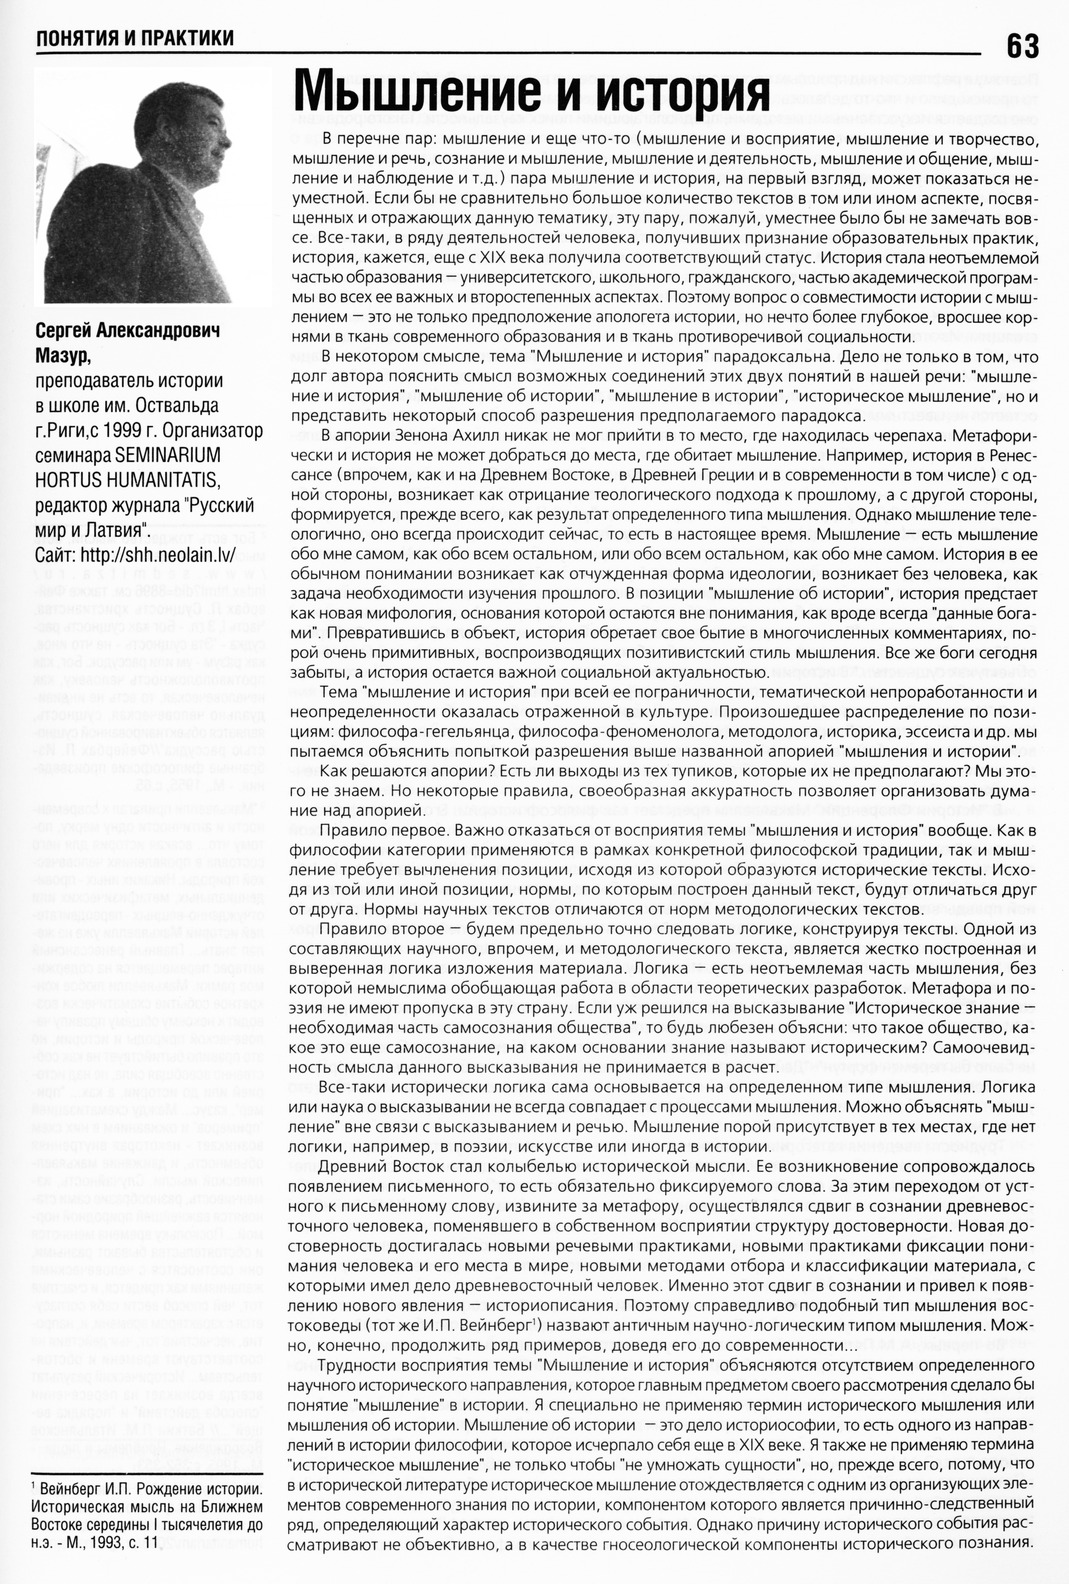 ПОНЯТИЯ И ПРАКТИКИ
63
Сергей Александрович
Мазур,
преподаватель истории
в школе им. Оствальда
г.Риги,с 1999 г. Организатор
семинара SEMINARIUM
HORTUS HUMANITATIS,
редактор журнала "Русский
мир и Латвия".
Сайт: http://shh.neolain.lv/
Мышление и история
В перечне пар: мышление и еще что-то (мышление и восприятие, мышление и творчество,
мышление и речь, сознание и мышление, мышление и деятельность, мышление и общение, мыш-
ление и наблюдение и т.д.) пара мышление и история, на первый взгляд, может показаться не-
уместной. Если бы не сравнительно большое количество текстов в том или ином аспекте, посвя-
щенных и отражающих данную тематику, эту пару, пожалуй, уместнее было бы не замечать вов-
се. Все-таки, в ряду деятельностей человека, получивших признание образовательных практик,
история, кажется, еще с XIX века получила соответствующий статус. История стала неотъемлемой
частью образования – университетского, школьного, гражданского, частью академической програм-
мы во всех ее важных и второстепенных аспектах. Поэтому вопрос о совместимости истории с мыш-
лением – это не только предположение апологета истории, но нечто более глубокое, вросшее кор-
нями в ткань современного образования и в ткань противоречивой социальности.
В некотором смысле, тема "Мышление и история" парадоксальна. Дело не только в том, что
долг автора пояснить смысл возможных соединений этих двух понятий в нашей речи: "мышле-
ние и история", "мышление об истории", "мышление в истории", "историческое мышление", но и
представить некоторый способ разрешения предполагаемого парадокса.
В апории Зенона Ахилл никак не мог прийти в то место, где находилась черепаха. Метафори-
чески и история не может добраться до места, где обитает мышление. Например, история в Ренес-
сансе (впрочем, как и на Древнем Востоке, в Древней Греции и в современности в том числе) с од-
ной стороны, возникает как отрицание теологического подхода к прошлому, а с другой стороны,
формируется, прежде всего, как результат определенного типа мышления. Однако мышление теле-
ологично, оно всегда происходит сейчас, то есть в настоящее время. Мышление – есть мышление
обо мне самом, как обо всем остальном, или обо всем остальном, как обо мне самом. История в ее
обычном понимании возникает как отчужденная форма идеологии, возникает без человека, как
задача необходимости изучения прошлого. В позиции "мышление об истории", история предстает
как новая мифология, основания которой остаются не понимания, как вроде всегда "данные бога-
ми". Превратившись в объект, история обретает свое бытие в многочисленных комментариях, по-
рой очень примитивных, воспроизводящих позитивистский стиль мышления. Все же боги сегодня
забыты, а история остается важной социальной актуальностью.
Тема "мышление и история" при всей ее пограничности, тематической непроработанности и
неопределенности оказалась отраженной в культуре. Произошедшее распределение по пози-
циям: философа-гегельянца, философа-феноменолога, методолога, историка, эссеиста и др. мы
пытаемся объяснить попыткой разрешения выше названной апорией "мышления и истории".
Как решаются апории? Есть ли выходы из тех тупиков, которые их не предполагают? Мы это-
го не знаем. Но некоторые правила, своеобразная аккуратность позволяет организовать дума-
ние над апорией.
Правило первое. Важно отказаться от восприятия темы "мышления и история" вообще. Как в
философии категории применяются в рамках конкретной философской традиции, так и мыш-
ление требует вычленения позиции, исходя из которой образуются исторические тексты. Исхо-
дя из той или иной позиции, нормы, по которым построен данный текст, будут отличаться друг
от друга. Нормы научных текстов отличаются от норм методологических текстов.
Правило второе – будем предельно точно следовать логике, конструируя тексты. Одной из
составляющих научного, впрочем, и методологического текста, является жестко построенная и
выверенная логика изложения материала. Логика – есть неотъемлемая часть мышления, без
которой немыслима обобщающая работа в области теоретических разработок. Метафора и по-
эзия не имеют пропуска в эту страну. Если уж решился на высказывание "Историческое знание –
необходимая часть самосознания общества", то будь любезен объясни: что такое общество, ка-
кое это еще самосознание, на каком основании знание называют историческим? Самоочевид-
ность смысла данного высказывания не принимается в расчет.
Все-таки исторически логика сама основывается на определенном типе мышления. Логика
или наука о высказывании не всегда совпадает с процессами мышления. Можно объяснять "мыш-
ление" вне связи с высказыванием и речью. Мышление порой присутствует в тех местах, где нет
логики, например, в поэзии, искусстве или иногда в истории.
Древний Восток стал колыбелью исторической мысли. Ее возникновение сопровождалось
появлением письменного, то есть обязательно фиксируемого слова. За этим переходом от уст-
ного к письменному слову, извините за метафору, осуществлялся сдвиг в сознании древневос-
точного человека, поменявшего в собственном восприятии структуру достоверности. Новая до-
стоверность достигалась новыми речевыми практиками, новыми практиками фиксации пони-
мания человека и его места в мире, новыми методами отбора и классификации материала, с
которыми имел дело древневосточный человек. Именно этот сдвиг в сознании и привел к появ-
лению нового явления – историописания. Поэтому справедливо подобный тип мышления вос-
токоведы (тот же И.П. Вейнберг¹) назвают античным научно-логическим типом мышления. Мож-
но, конечно, продолжить ряд примеров, доведя его до современности...
Трудности восприятия темы "Мышление и история" объясняются отсутствием определенного
научного исторического направления, которое главным предметом своего рассмотрения сделало бы
понятие "мышление" в истории. Я специально не применяю термин исторического мышления или
мышления об истории. Мышление об истории – это дело историософии, то есть одного из направ-
лений в истории философии, которое исчерпало себя еще в XIX веке. Я также не применяю термина
"историческое мышление", не только чтобы "не умножать сущности", но, прежде всего, потому, что
в исторической литературе историческое мышление отождествляется с одним из организующих эле-
ментов современного знания по истории, компонентом которого является причинно-следственный
ряд, определяющий характер исторического события. Однако причину исторического события рас-
сматривают не объективно, а в качестве гносеологической компоненты исторического познания.
¹ Вейнберг И.П. Рождение истории.
Историческая мысль на Ближнем
Востоке середины I тысячелетия до
н.э. - М., 1993, с. 11